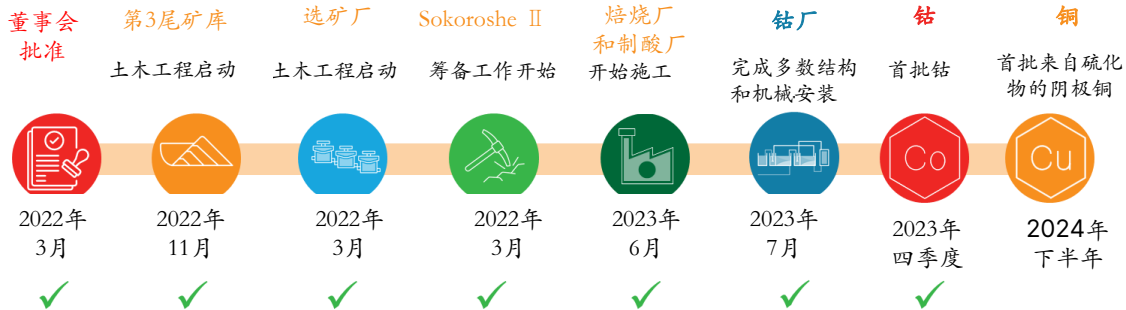 董事会
批准
第3尾矿库
选矿厂
Sokoroshe Ⅱ
焙烧厂
和制酸厂
钴厂
钴
铜
土木工程启动
土木工程启动
筹备工作开始
开始施工
完成多数结构
和机械安装
首批钴
首批来自硫化
物的阴极铜
Co
Cu
2022年
3月
2022年
11月
2022年
3月
2022年
3月
2023年
6月
2023年
7月
2023年
四季度
2024年
下半年